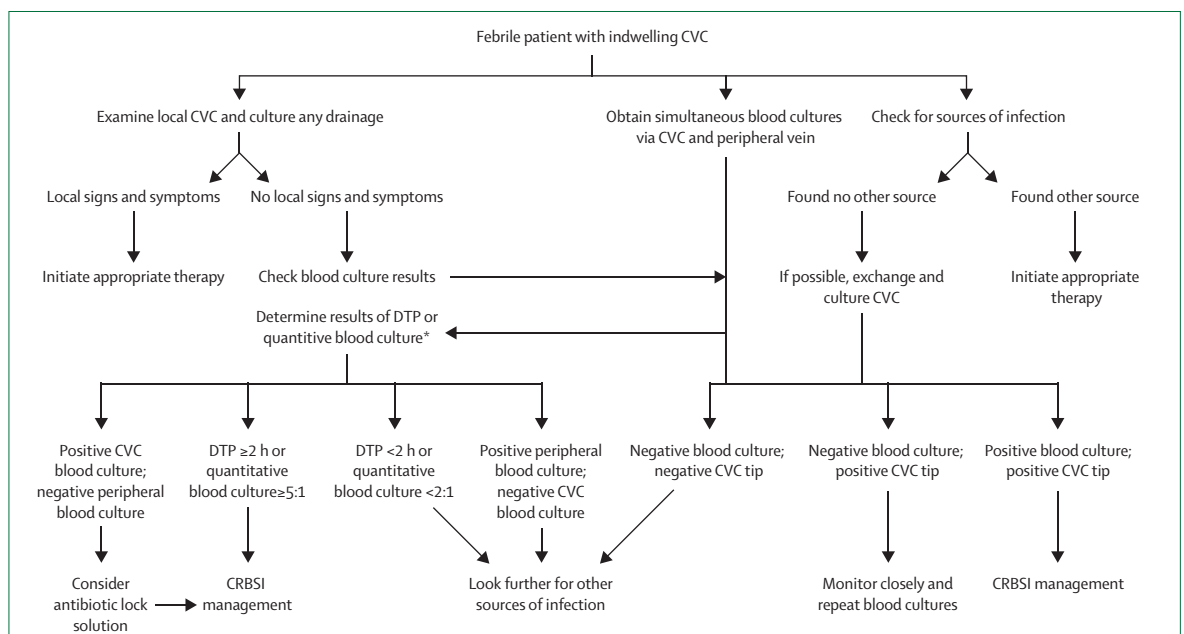 Febrile patient with indwelling CVC
Examine local CVC and culture any drainage
Obtain simultaneous blood cultures
via CVC and peripheral vein
Check for sources of infection
Local signs and symptoms
No local signs and symptoms
Found no other source
Found other source
Initiate appropriate therapy
Check blood culture results
If possible, exchange and
culture CVC
Initiate appropriate
therapy
Determine results of DTP or
quantitive blood culture*
Positive CVC
blood culture;
negative peripheral
blood culture
DTP ≥2 h or
quantitative
blood culture≥5:1
DTP <2 h or
quantitative
blood culture <2:1
Positive peripheral
blood culture;
negative CVC
blood culture
Negative blood culture;
negative CVC tip
Negative blood culture;
positive CVC tip
Positive blood culture;
positive CVC tip
Consider
antibiotic lock
solution
CRBSI
management
Look further for other
sources of infection
Monitor closely and
repeat blood cultures
CRBSI management